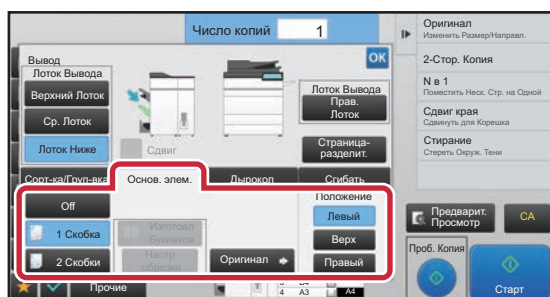 Число копий 1
Вывод
OK
Лоток Вывода
Верхний Лоток
Ср. Лоток
Лоток Ниже
Сдвиг
Лоток Вывода
Прав.
Лоток
Страница-
разделит.
Сорт-ка/Груп-вка
Основ. элем.
Дырокол
Сгибать
Off
1 Скобка
2 Скобки
Изготовл
Буклетов
Настр.
обрезки
Оригинал
Положение
Левый
Верх
Правый
Прочие
4 A3
A4
Оригинал
Изменить Размер/Направл.
2-Стор. Копия
N в 1
Поместить Неск. Стр. на Одной
Сдвиг края
Сдвинуть для Корешка
Стирание
Стереть Окруж. Тени
Предварит.
Просмотр
CA
Проб. Копия
Старт